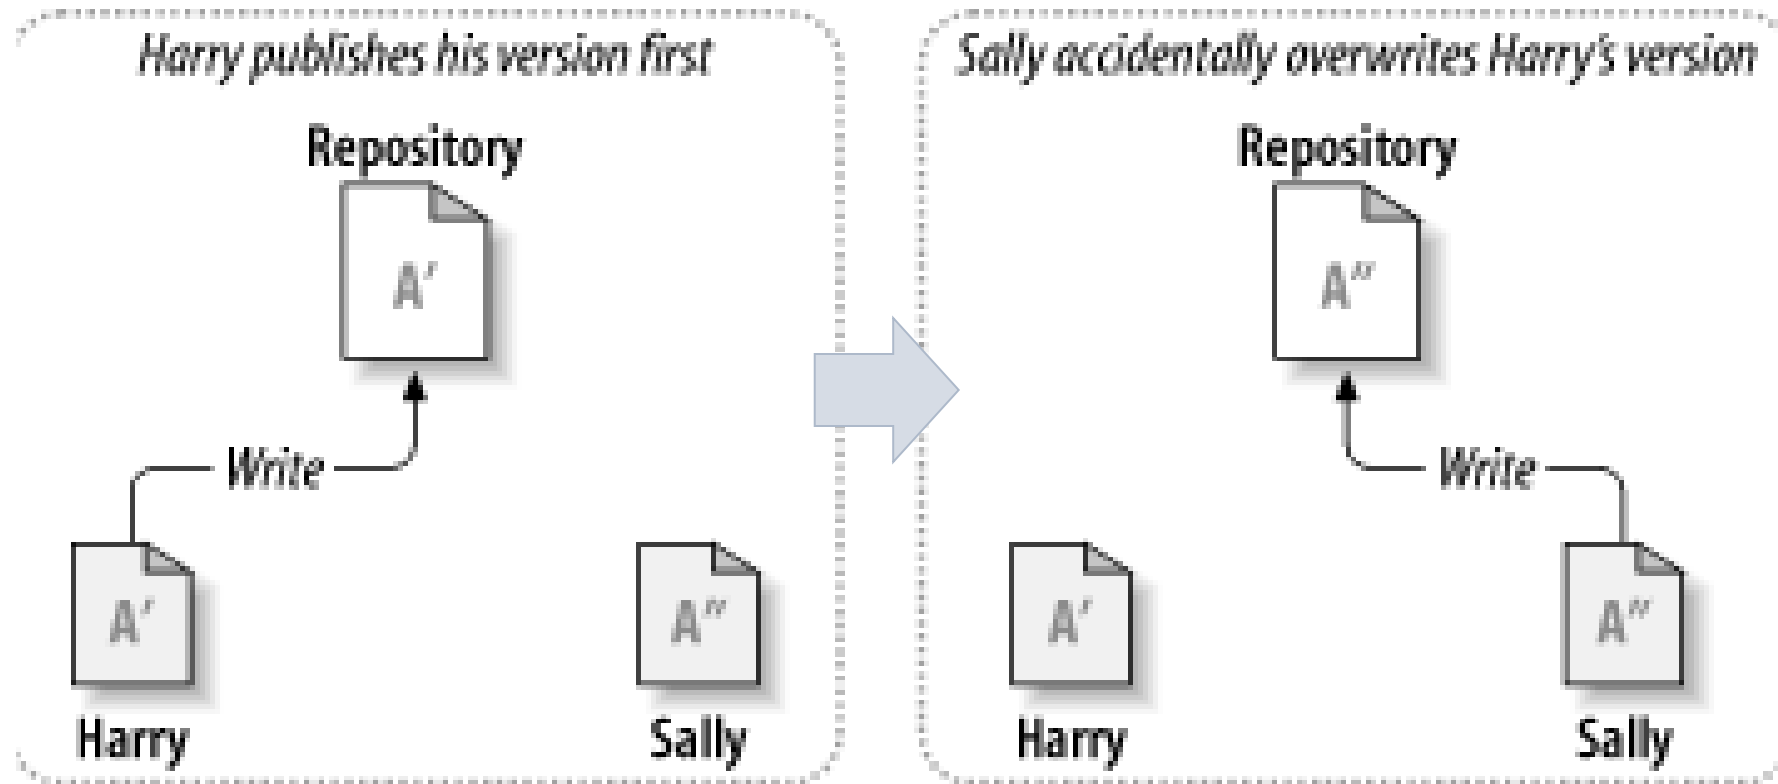 Harry publishes his version first
Repository
A′
Write
A′
A″
Harry
Sally
Sally accidentally overwrites Harry's version
Repository
A″
Write
A′
A″
Harry
Sally